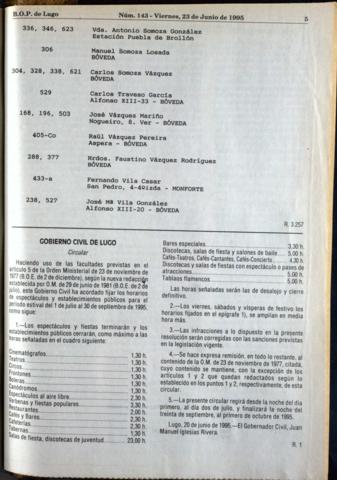 B.O.P. de Lugo
Núm. 143 - Viernes, 23 de Junio de 1995
5
336, 346, 623 Vda. Antonio Somoza González
Estación Puebla de Brollón
306 Manuel Somoza Losada
BÓVEDA
304, 328, 338, 621 Carlos Somoza Vázquez
BÓVEDA
529 Carlos Traveso García
Alfonso XIII-33 - BÓVEDA
168, 196, 503 José Vázquez Mariño
Nogueiro, 8. Ver - BÓVEDA
405-Co Raúl Vázquez Pereira
Aspera - BÓVEDA
288, 377 Hrdos. Faustino Vázquez Rodríguez
BÓVEDA
433-a Fernando Vila Casar
San Pedro, 4-4ºizda - MONFORTE
238, 527 José Mª Vila González
Alfonso XIII-20 - BÓVEDA
R. 3.257
GOBIERNO CIVIL DE LUGO
Circular
Haciendo uso de las facultades previstas en el
artículo 5 de la Orden Ministerial de 23 de noviembre de
1977 (B.O.E. de 2 de diciembre), según la nueva redacción
establecida por O.M. de 29 de junio de 1981 (B.O.E. de 2 de
julio), este Gobierno Civil ha acordado fijar los horarios
de espectáculos y establecimientos públicos para el
período estival del 1 de julio al 30 de septiembre de 1995,
como sigue:
1.—Los espectáculos y fiestas terminarán y los
establecimientos públicos cerrarán, como máximo a las
horas señaladas en el cuadro siguiente:
Cinematógrafos 1,30 h.
Teatros 1,30 h.
Circos 1,30 h.
Frontones 1,30 h.
Boleras 1,30 h.
Canódromos 1,30 h.
Espectáculos al aire libre 2,30 h.
Verbenas y fiestas populares 3,30 h.
Restaurantes 2,00 h.
Cafés y Bares 2,30 h.
Cafeterías 2,30 h.
Tabernas 1,30 h.
Salas de fiesta, discotecas de juventud 23,00 h.
Bares especiales 3,30 h.
Discotecas, salas de fiesta y salones de baile 5,00 h.
Cafés-Teatros, Cafés-Cantantes, Cafés-Concierto 4,30 h.
Discotecas y salas de fiestas con espectáculo o pases de
atracciones 5,30 h.
Tablaos flamencos 5,30 h.
Las horas señaladas serán las de desalojo y cierre
definitivo.
2.—Los viernes, sábados y vísperas de festivo los
horarios fijados en el epígrafe 1), se amplían en media
hora más.
3.—Las infracciones a lo dispuesto en la presente
resolución serán corregidas con las sanciones previstas
en la legislación vigente.
4.—Se hace expresa remisión, en todo lo restante, al
contenido de la O.M. de 23 de noviembre de 1977, citada,
cuyo contenido se mantiene, con la excepción de los
artículos 1 y 2 que quedan redactados según lo
establecido en los puntos 1 y 2, respectivamente, de esta
circular.
5.—La presente circular regirá desde la noche del día
primero, al día dos de julio, y finalizará la noche del
treinta de septiembre, al primero de octubre de 1995.
Lugo, 20 de junio de 1995.—El Gobernador Civil, Juan
Manuel Iglesias Rivera.
R. 1